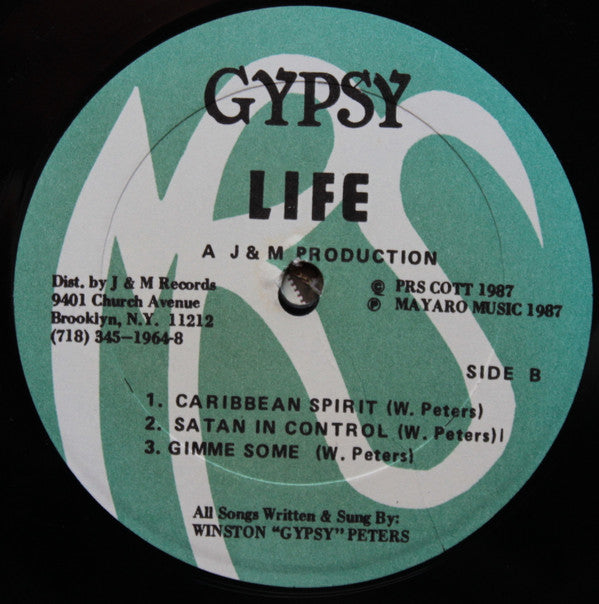 GYPSY
LIFE
A J & M PRODUCTION
Dist. by J & M Records
9401 Church Avenue
Brooklyn, N.Y. 11212
(718) 345-1964-8
© PRS COTT 1987
℗ MAYARO MUSIC 1987
SIDE B
1. CARIBBEAN SPIRIT (W. Peters)
2. SATAN IN CONTROL (W. Peters)
3. GIMME SOME (W. Peters)
All Songs Written & Sung By:
WINSTON "GYPSY" PETERS
MRS